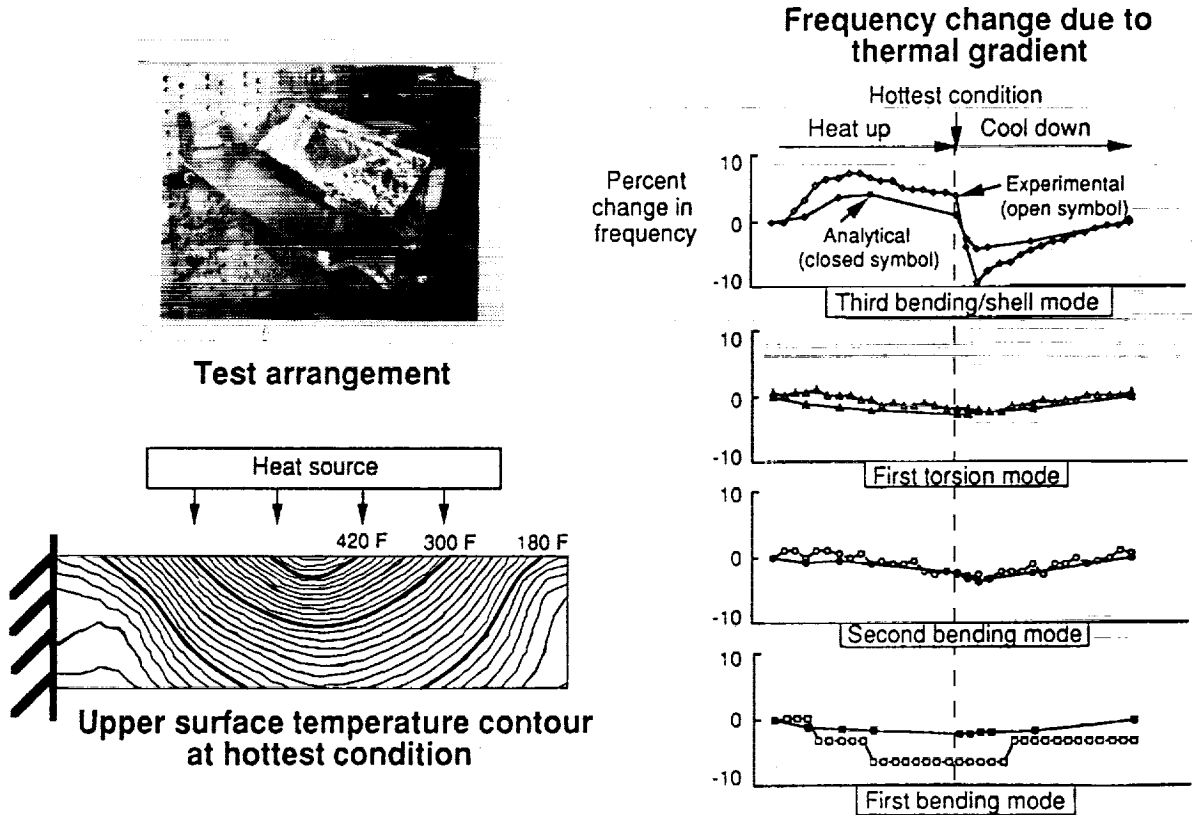 Test arrangement
Heat source
420 F 300 F 180 F
Upper surface temperature contour
at hottest condition
Frequency change due to
thermal gradient
Hottest condition
Heat up
Cool down
Percent
change in
frequency
10
0
-10
Experimental
(open symbol)
Analytical
(closed symbol)
Third bending/shell mode
10
0
-10
First torsion mode
10
0
-10
Second bending mode
10
0
-10
First bending mode